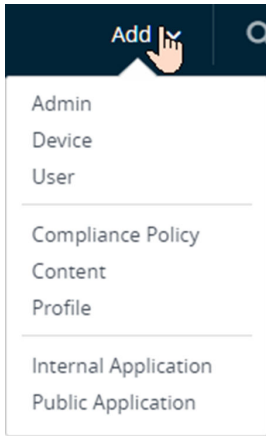 Add
Admin
Device
User
Compliance Policy
Content
Profile
Internal Application
Public Application